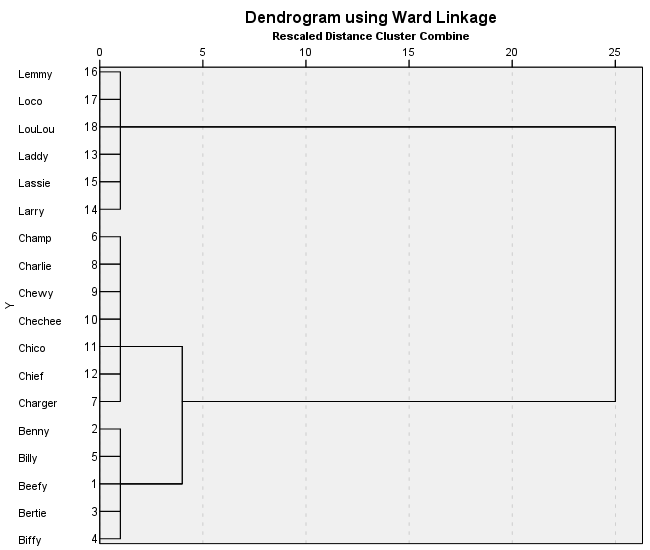 Dendrogram using Ward Linkage
Rescaled Distance Cluster Combine
0 5 10 15 20 25
Lemmy 16
Loco 17
LouLou 18
Laddy 13
Lassie 15
Larry 14
Champ 6
Charlie 8
Chewy 9
Chechee 10
Y
Chico 11
Chief 12
Charger 7
Benny 2
Billy 5
Beefy 1
Bertie 3
Biffy 4